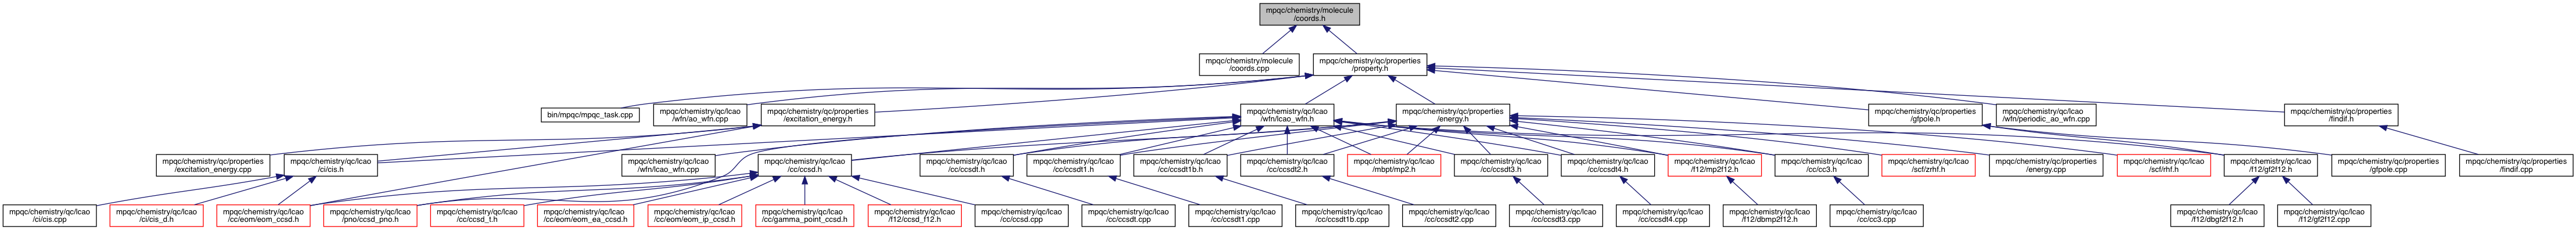 mpqc/chemistry/molecule
/coords.h
mpqc/chemistry/molecule
/coords.cpp
mpqc/chemistry/qc/properties
/property.h
bin/mpqc/mpqc_task.cpp
mpqc/chemistry/qc/lcao
/wfn/ao_wfn.cpp
mpqc/chemistry/qc/properties
/excitation_energy.h
mpqc/chemistry/qc/lcao
/wfn/lcao_wfn.h
mpqc/chemistry/qc/properties
/energy.h
mpqc/chemistry/qc/properties
/gfpole.h
mpqc/chemistry/qc/lcao
/wfn/periodic_ao_wfn.cpp
mpqc/chemistry/qc/properties
/findif.h
mpqc/chemistry/qc/properties
/excitation_energy.cpp
mpqc/chemistry/qc/lcao
/ci/cis.h
mpqc/chemistry/qc/lcao
/wfn/lcao_wfn.cpp
mpqc/chemistry/qc/lcao
/cc/ccsd.h
mpqc/chemistry/qc/lcao
/cc/ccsdt.h
mpqc/chemistry/qc/lcao
/cc/ccsdt1.h
mpqc/chemistry/qc/lcao
/cc/ccsdt1b.h
mpqc/chemistry/qc/lcao
/cc/ccsdt2.h
mpqc/chemistry/qc/lcao
/mbpt/mp2.h
mpqc/chemistry/qc/lcao
/cc/ccsdt3.h
mpqc/chemistry/qc/lcao
/cc/ccsdt4.h
mpqc/chemistry/qc/lcao
/f12/mp2f12.h
mpqc/chemistry/qc/lcao
/cc/cc3.h
mpqc/chemistry/qc/lcao
/scf/zrhf.h
mpqc/chemistry/qc/properties
/energy.cpp
mpqc/chemistry/qc/lcao
/scf/rhf.h
mpqc/chemistry/qc/lcao
/f12/gf2f12.h
mpqc/chemistry/qc/properties
/gfpole.cpp
mpqc/chemistry/qc/properties
/findif.cpp
mpqc/chemistry/qc/lcao
/ci/cis.cpp
mpqc/chemistry/qc/lcao
/ci/cis_d.h
mpqc/chemistry/qc/lcao
/cc/eom/eom_ccsd.h
mpqc/chemistry/qc/lcao
/pno/ccsd_pno.h
mpqc/chemistry/qc/lcao
/cc/ccsd_t.h
mpqc/chemistry/qc/lcao
/cc/eom/eom_ea_ccsd.h
mpqc/chemistry/qc/lcao
/cc/eom/eom_ip_ccsd.h
mpqc/chemistry/qc/lcao
/cc/gamma_point_ccsd.h
mpqc/chemistry/qc/lcao
/f12/ccsd_f12.h
mpqc/chemistry/qc/lcao
/cc/ccsd.cpp
mpqc/chemistry/qc/lcao
/cc/ccsdt.cpp
mpqc/chemistry/qc/lcao
/cc/ccsdt1.cpp
mpqc/chemistry/qc/lcao
/cc/ccsdt1b.cpp
mpqc/chemistry/qc/lcao
/cc/ccsdt2.cpp
mpqc/chemistry/qc/lcao
/cc/ccsdt3.cpp
mpqc/chemistry/qc/lcao
/cc/ccsdt4.cpp
mpqc/chemistry/qc/lcao
/f12/dbmp2f12.h
mpqc/chemistry/qc/lcao
/cc/cc3.cpp
mpqc/chemistry/qc/lcao
/f12/dbgf2f12.h
mpqc/chemistry/qc/lcao
/f12/gf2f12.cpp